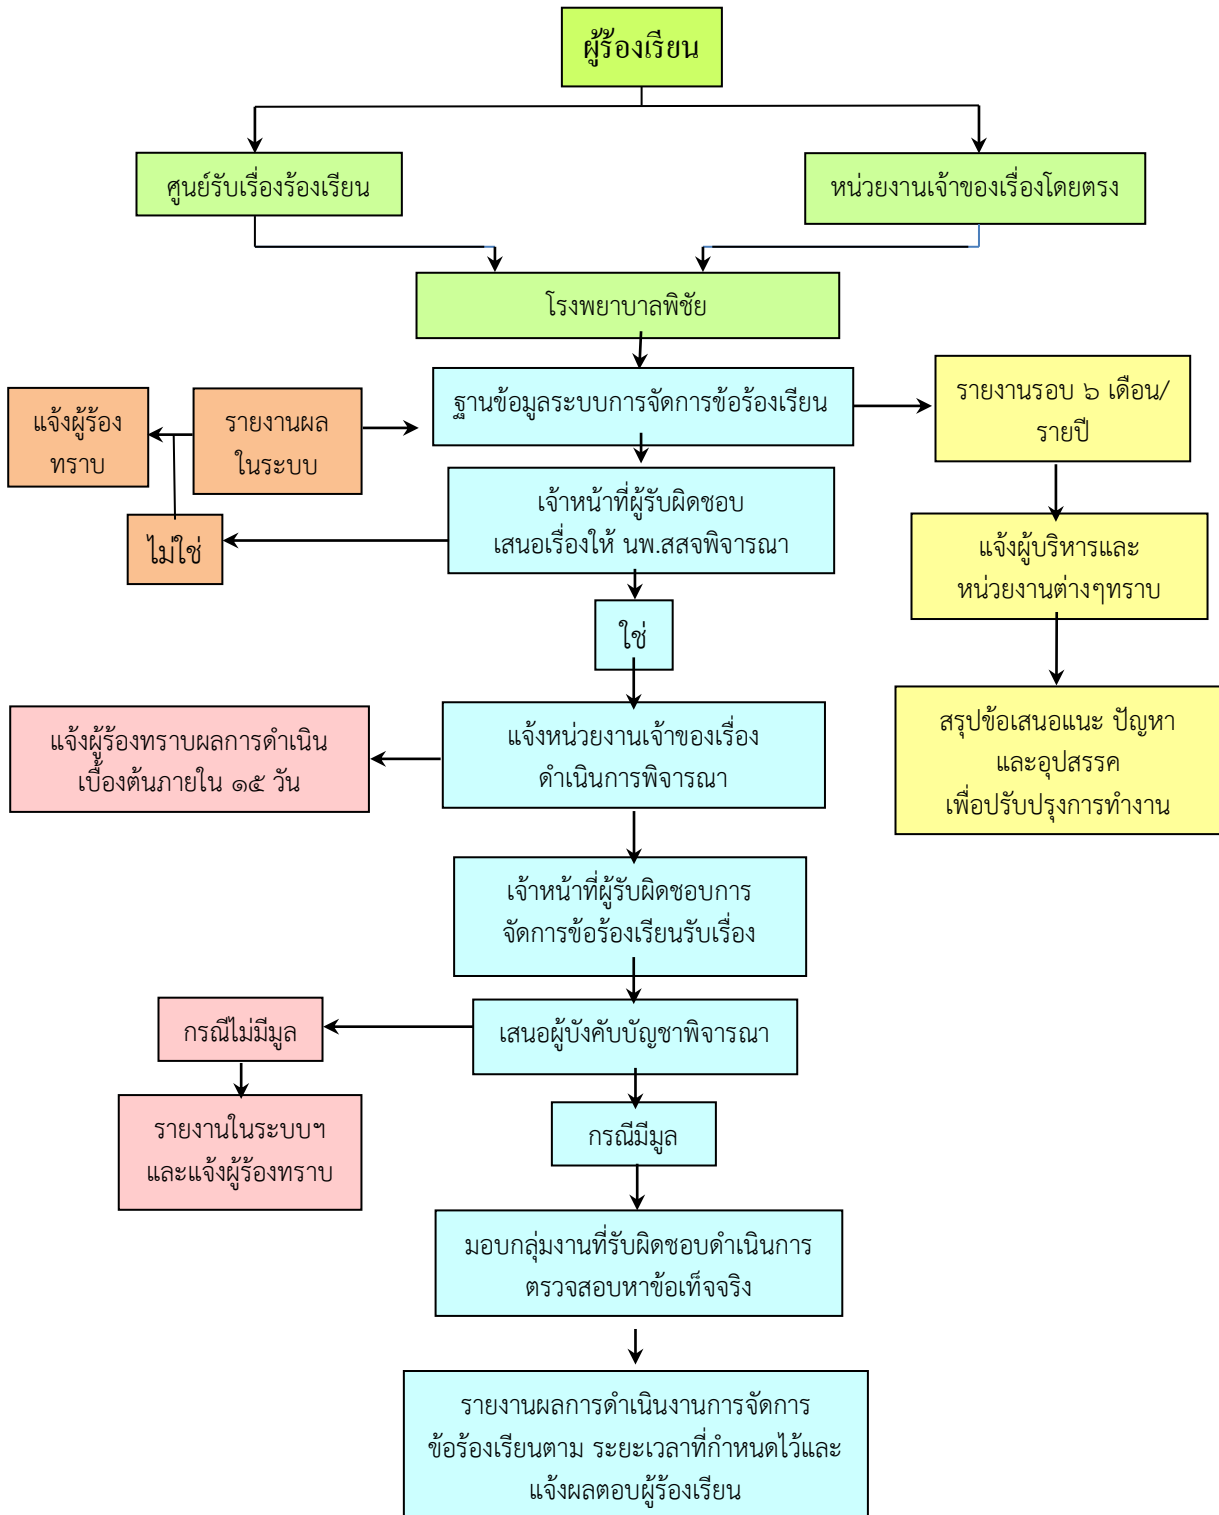 ผู้ร้องเรียน
ศูนย์รับเรื่องร้องเรียน
หน่วยงานเจ้าของเรื่องโดยตรง
โรงพยาบาลพิชัย
ฐานข้อมูลระบบการจัดการข้อร้องเรียน
รายงานรอบ ๖ เดือน/
รายปี
แจ้งผู้ร้อง
ทราบ
รายงานผล
ในระบบ
เจ้าหน้าที่ผู้รับผิดชอบ
เสนอเรื่องให้ นพ.สสจพิจารณา
ไม่ใช่
แจ้งผู้บริหารและ
หน่วยงานต่างๆทราบ
ใช่
แจ้งผู้ร้องทราบผลการดำเนิน
เบื้องต้นภายใน ๑๕ วัน
แจ้งหน่วยงานเจ้าของเรื่อง
ดำเนินการพิจารณา
สรุปข้อเสนอแนะ ปัญหา
และอุปสรรค
เพื่อปรับปรุงการทำงาน
เจ้าหน้าที่ผู้รับผิดชอบการ
จัดการข้อร้องเรียนรับเรื่อง
กรณีไม่มีมูล
เสนอผู้บังคับบัญชาพิจารณา
รายงานในระบบฯ
และแจ้งผู้ร้องทราบ
กรณีมีมูล
มอบกลุ่มงานที่รับผิดชอบดำเนินการ
ตรวจสอบหาข้อเท็จจริง
รายงานผลการดำเนินงานการจัดการ
ข้อร้องเรียนตาม ระยะเวลาที่กำหนดไว้และ
แจ้งผลตอบผู้ร้องเรียน